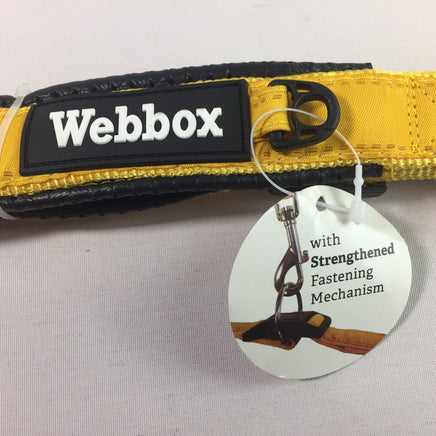 Webbox
with
Strengthened
Fastening
Mechanism